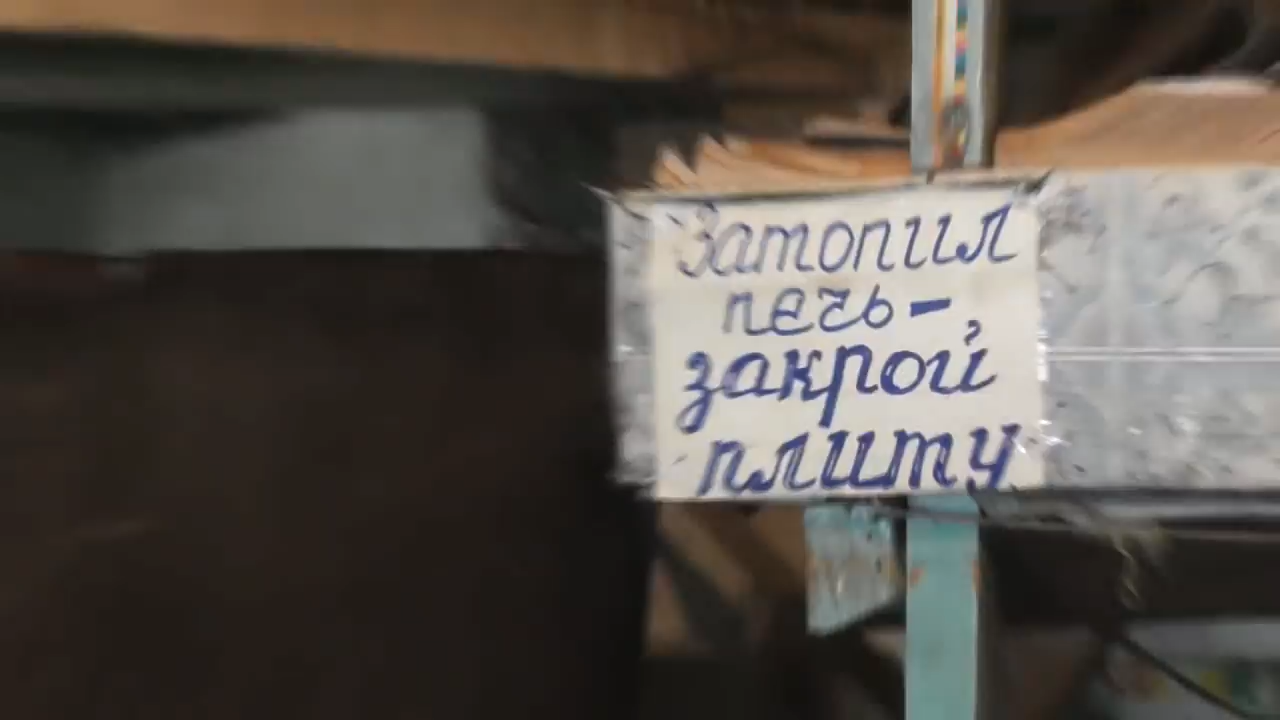 Затопил
печь-
закрой
плиту